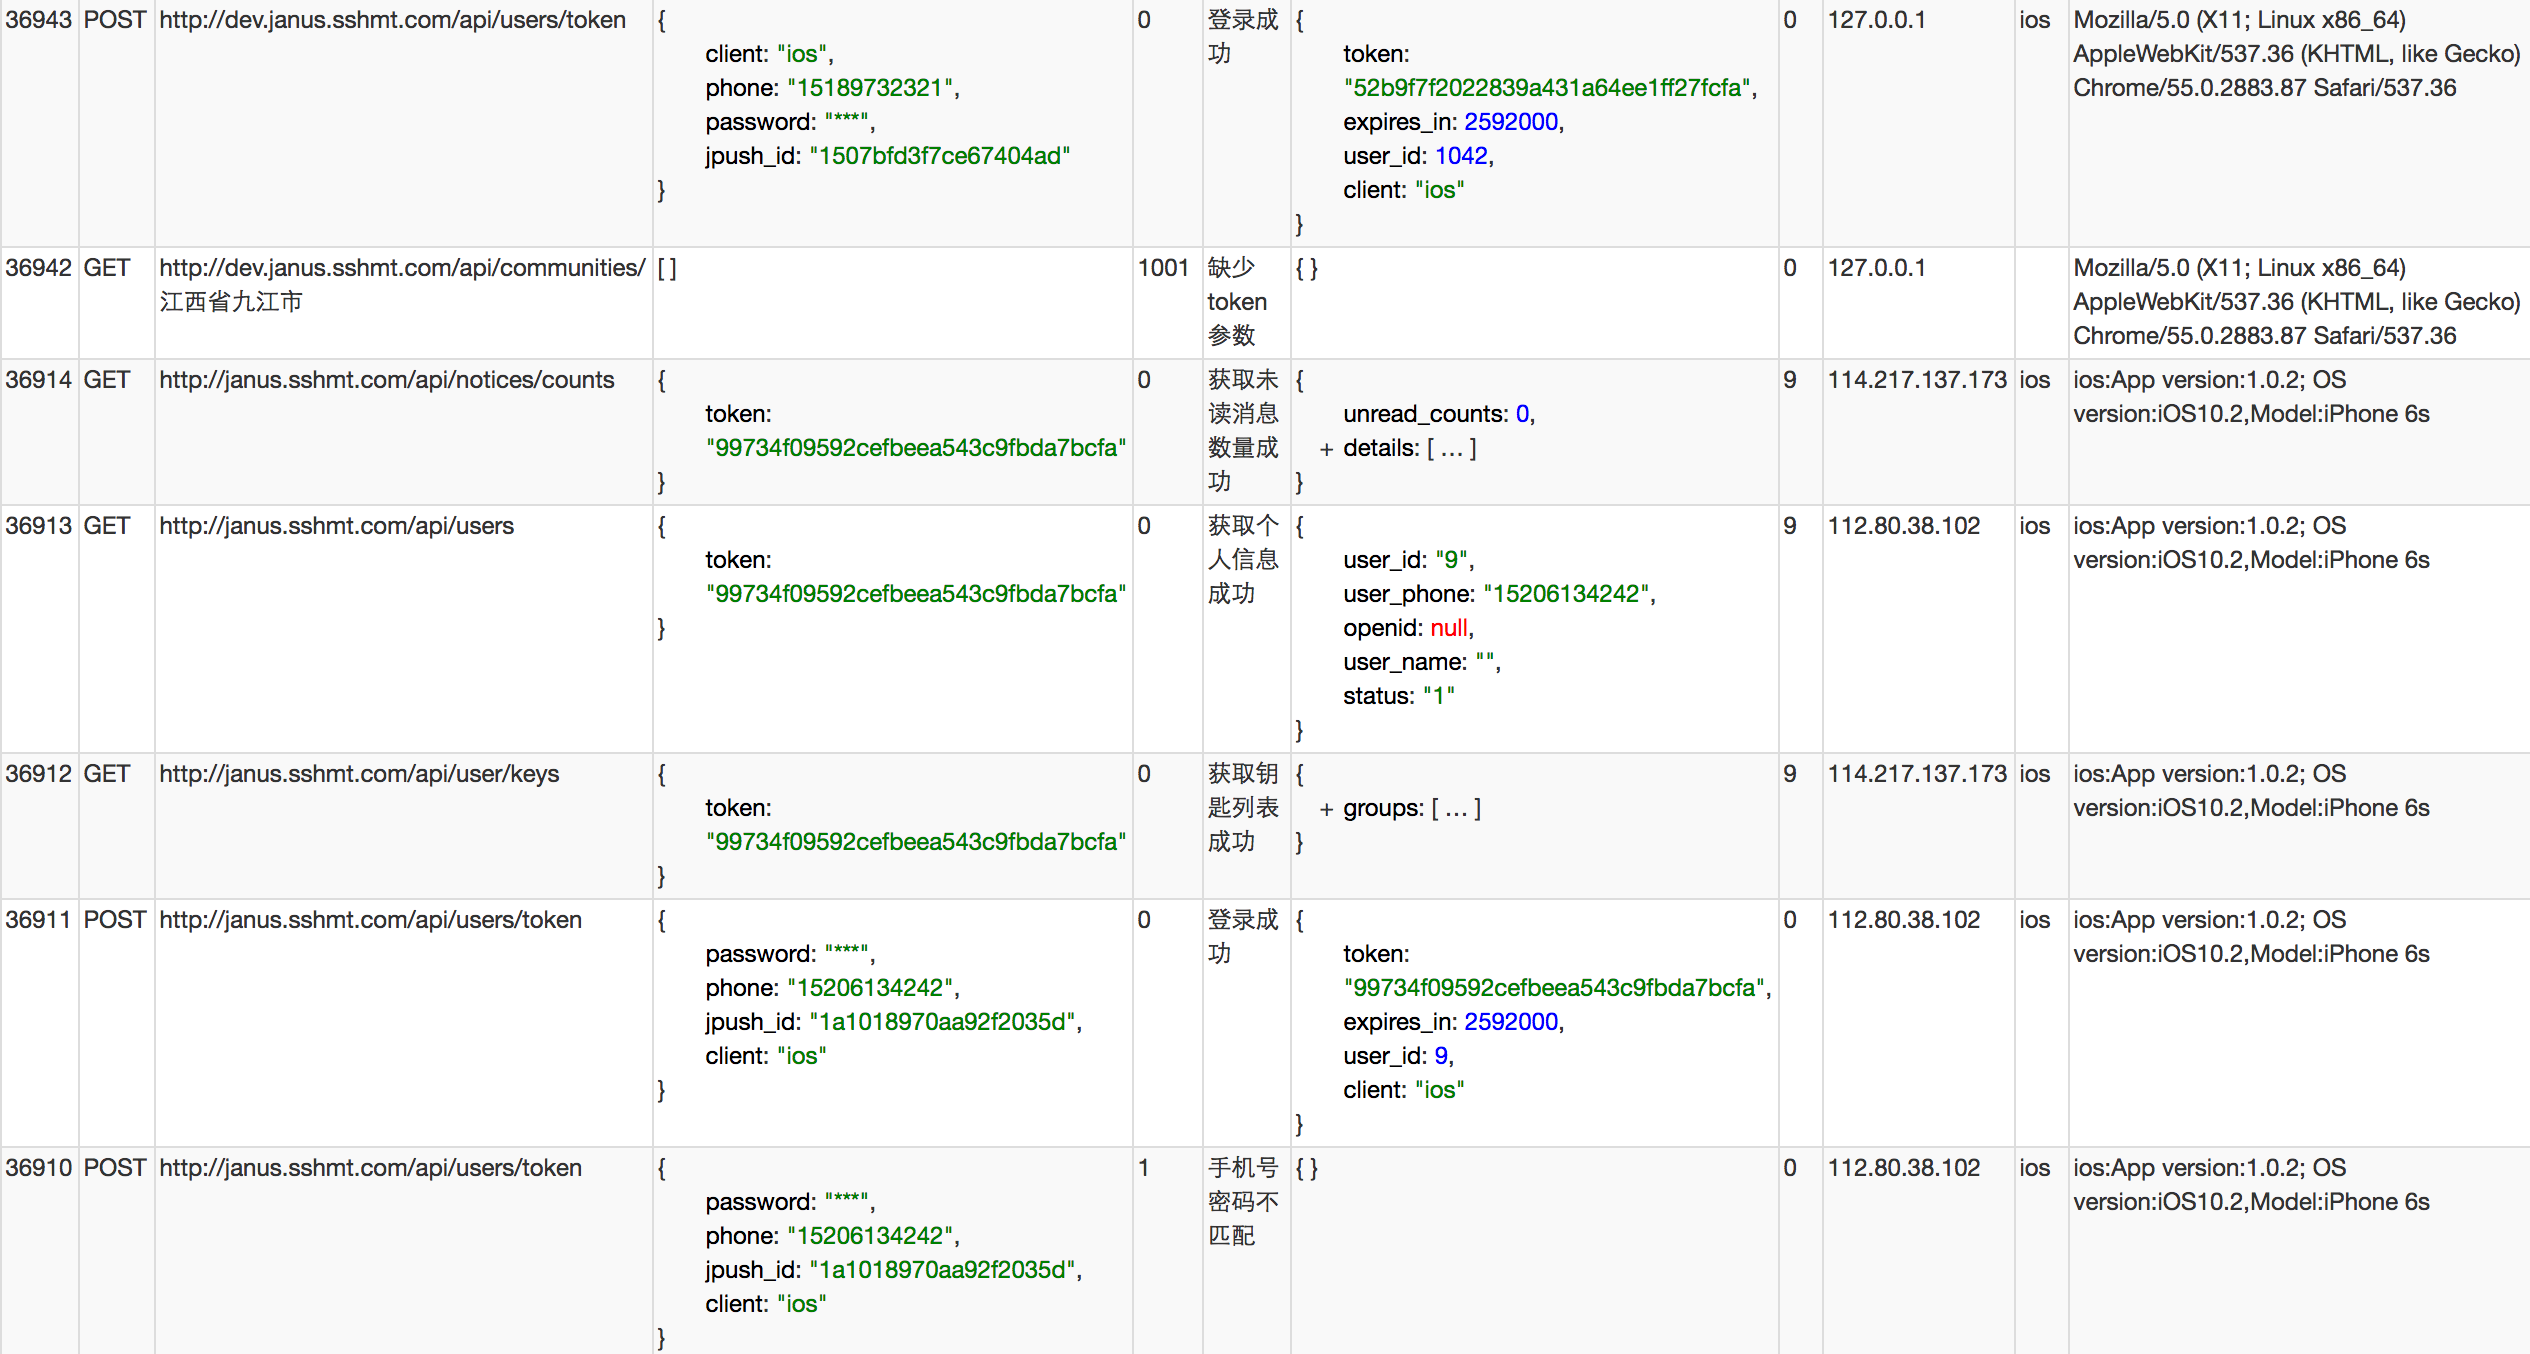 36943 POST http://dev.janus.sshmt.com/api/users/token { 0 登录成 { 0 127.0.0.1 ios Mozilla/5.0 (X11; Linux x86_64)
client: "ios", 功 token: AppleWebKit/537.36 (KHTML, like Gecko)
phone: "15189732321", "52b9f7f2022839a431a64ee1ff27fcfa", Chrome/55.0.2883.87 Safari/537.36
password: "***", expires_in: 2592000,
jpush_id: "1507bfd3f7ce67404ad" user_id: 1042,
} client: "ios"
}
36942 GET http://dev.janus.sshmt.com/api/communities/ [ ] 1001 缺少 { } 0 127.0.0.1 Mozilla/5.0 (X11; Linux x86_64)
江西省九江市 token AppleWebKit/537.36 (KHTML, like Gecko)
参数 Chrome/55.0.2883.87 Safari/537.36
36914 GET http://janus.sshmt.com/api/notices/counts { 0 获取未 { 9 114.217.137.173 ios ios:App version:1.0.2; OS
token: 读消息 unread_counts: 0, version:iOS10.2,Model:iPhone 6s
"99734f09592cefbeea543c9fbda7bcfa" 数量成 + details: [ ... ]
} 功 }
36913 GET http://janus.sshmt.com/api/users { 0 获取个 { 9 112.80.38.102 ios ios:App version:1.0.2; OS
token: 人信息 user_id: "9", version:iOS10.2,Model:iPhone 6s
"99734f09592cefbeea543c9fbda7bcfa" 成功 user_phone: "15206134242",
} openid: null,
user_name: "",
status: "1"
}
36912 GET http://janus.sshmt.com/api/user/keys { 0 获取钥 { 9 114.217.137.173 ios ios:App version:1.0.2; OS
token: 匙列表 + groups: [ ... ] version:iOS10.2,Model:iPhone 6s
"99734f09592cefbeea543c9fbda7bcfa" 成功 }
}
36911 POST http://janus.sshmt.com/api/users/token { 0 登录成 { 0 112.80.38.102 ios ios:App version:1.0.2; OS
password: "***", 功 token: version:iOS10.2,Model:iPhone 6s
phone: "15206134242", "99734f09592cefbeea543c9fbda7bcfa",
jpush_id: "1a1018970aa92f2035d", expires_in: 2592000,
client: "ios" user_id: 9,
} client: "ios"
}
36910 POST http://janus.sshmt.com/api/users/token { 1 手机号 { } 0 112.80.38.102 ios ios:App version:1.0.2; OS
password: "***", 密码不 version:iOS10.2,Model:iPhone 6s
phone: "15206134242", 匹配
jpush_id: "1a1018970aa92f2035d",
client: "ios"
}